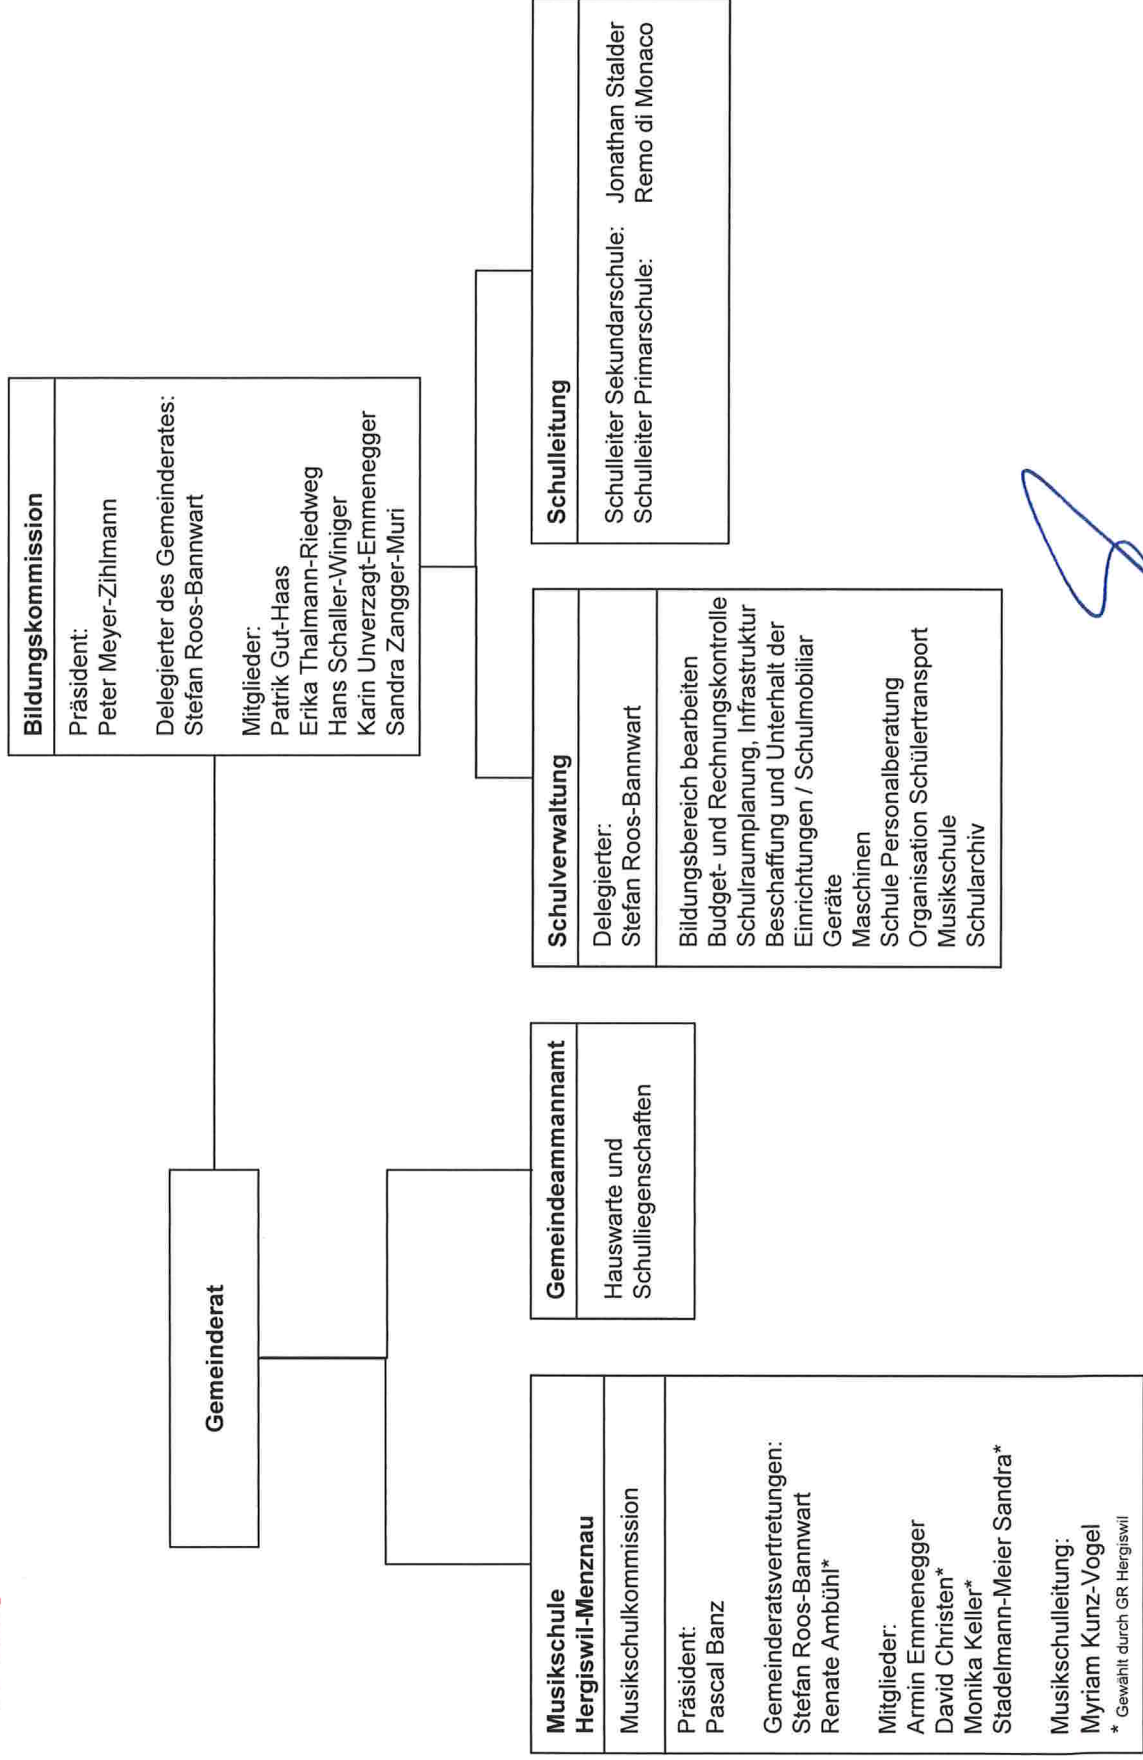 Gemeinderat
Bildungskommission
Präsident:
Peter Meyer-Zihlmann
Delegierter des Gemeinderates:
Stefan Roos-Bannwart
Mitglieder:
Patrik Gut-Haas
Erika Thalmann-Riedweg
Hans Schaller-Winiger
Karin Unverzagt-Emmenegger
Sandra Zangger-Muri
Musikschule
Hergiswil-Menznau
Musikschulkommission
Präsident:
Pascal Banz
Gemeinderatsvertretungen:
Stefan Roos-Bannwart
Renate Ambühl*
Mitglieder:
Armin Emmenegger
David Christen*
Monika Keller*
Stadelmann-Meier Sandra*
Musikschulleitung:
Myriam Kunz-Vogel
* Gewählt durch GR Hergiswil
Gemeindeammannamt
Hauswarte und
Schulliegenschaften
Schulverwaltung
Delegierter:
Stefan Roos-Bannwart
Bildungsbereich bearbeiten
Budget- und Rechnungskontrolle
Schulraumplanung, Infrastruktur
Beschaffung und Unterhalt der
Einrichtungen / Schulmobiliar
Geräte
Maschinen
Schule Personalberatung
Organisation Schülertransport
Musikschule
Schularchiv
Schulleitung
Schulleiter Sekundarschule: Jonathan Stalder
Schulleiter Primarschule: Remo di Monaco